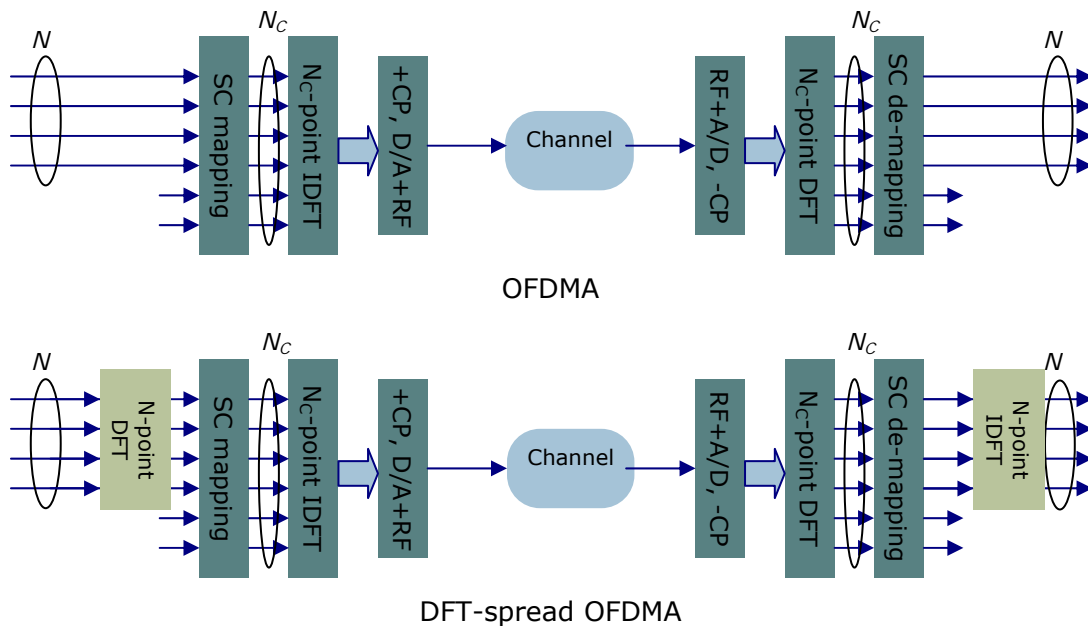 N
SC mapping
N_C
N_C-point IDFT
+CP, D/A+RF
Channel
RF+A/D, -CP
N_C-point DFT
N_C
SC de-mapping
N
OFDMA
N
N-point
DFT
SC mapping
N_C
N_C-point IDFT
+CP, D/A+RF
Channel
RF+A/D, -CP
N_C-point DFT
N_C
SC de-mapping
N-point
IDFT
N
DFT-spread OFDMA